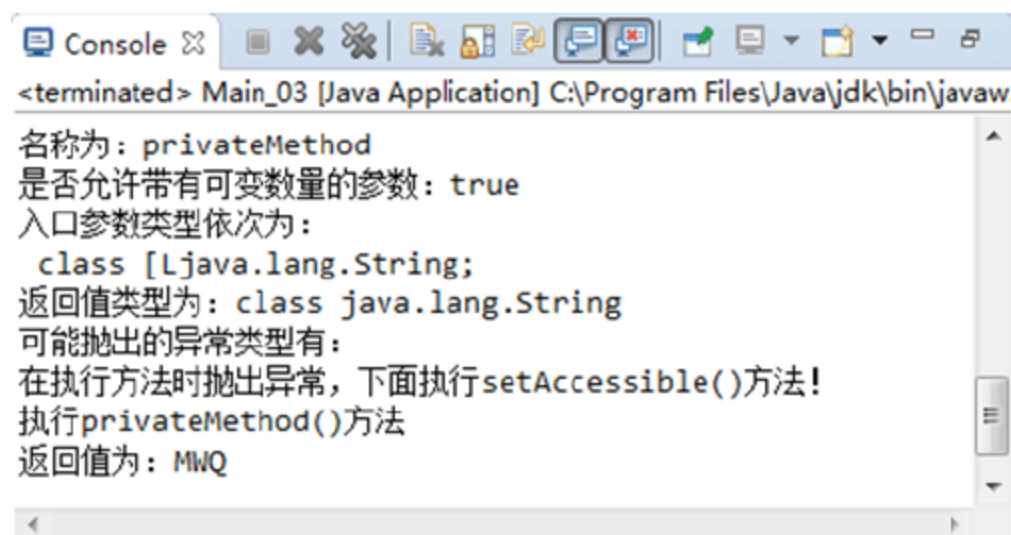 Console
<terminated> Main_03 [Java Application] C:\Program Files\Java\jdk\bin\javaw.
名称为：privateMethod
是否允许带有可变数量的参数：true
入口参数类型依次为：
 class [Ljava.lang.String;
返回值类型为：class java.lang.String
可能抛出的异常类型有：
在执行方法时抛出异常，下面执行setAccessible()方法！
执行privateMethod()方法
返回值为：MWQ